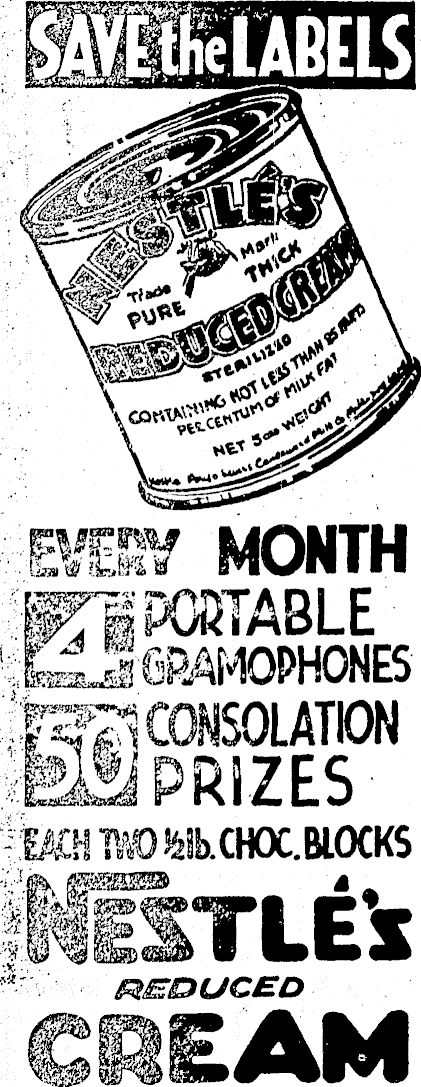 SAVE the LABELS
NESTLÉ'S
Trade Mark
PURE THICK
REDUCED CREAM
STERILIZED
CONTAINING NOT LESS THAN 25 PARTS
PER CENTUM OF MILK FAT
NET 5 OZS WEIGHT
EVERY MONTH
4 PORTABLE
GRAMOPHONES
50 CONSOLATION
PRIZES
EACH TWO ½lb. CHOC. BLOCKS
NESTLÉ'S
REDUCED
CREAM